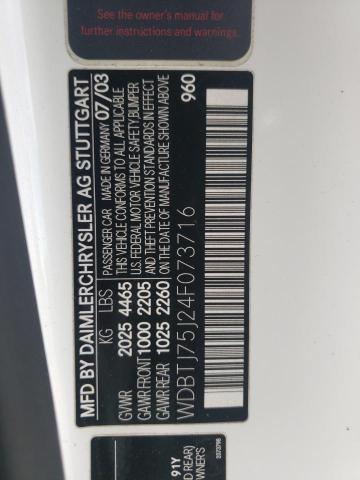 See the owner's manual for
further instructions and warnings.
MFD BY DAIMLERCHRYSLER AG STUTTGART
KG LBS PASSENGER CAR MADE IN GERMANY 07/03
GVWR 2025 4465 THIS VEHICLE CONFORMS TO ALL APPLICABLE
GAWR FRONT 1000 2205 U.S. FEDERAL MOTOR VEHICLE SAFETY, BUMPER
GAWR REAR 1025 2260 AND THEFT PREVENTION STANDARDS IN EFFECT
ON THE DATE OF MANUFACTURE SHOWN ABOVE.
960
WDBTJ75J24F073716
91Y
D REAR)
OWNER'S